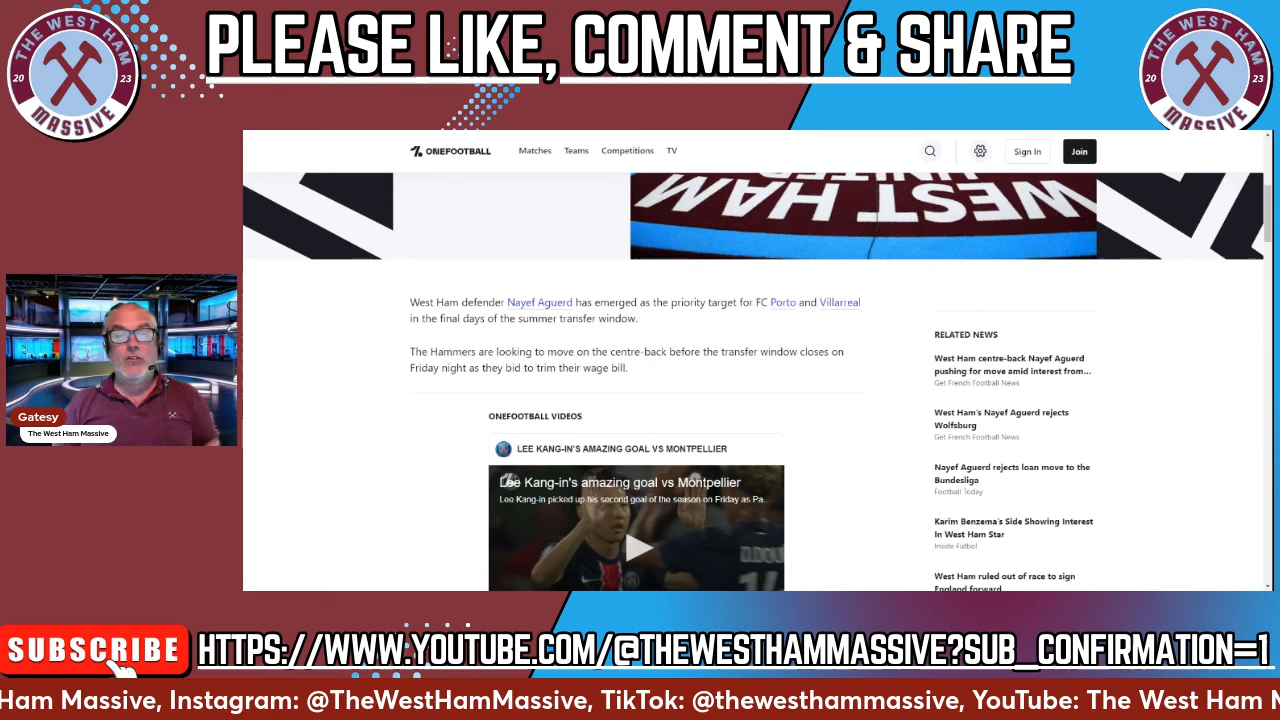 THE WEST HAM
20 23
MASSIVE
PLEASE LIKE, COMMENT & SHARE
THE WEST HAM
20 23
MASSIVE
ONEFOOTBALL
Matches Teams Competitions TV
Sign In
Join
WEST HAM
UNITED
West Ham defender Nayef Aguerd has emerged as the priority target for FC Porto and Villarreal
in the final days of the summer transfer window.
The Hammers are looking to move on the centre-back before the transfer window closes on
Friday night as they bid to trim their wage bill.
ONEFOOTBALL VIDEOS
LEE KANG-IN'S AMAZING GOAL VS MONTPELLIER
Lee Kang-in's amazing goal vs Montpellier
Lee Kang-in picked up his second goal of the season on Friday as Pa...
RELATED NEWS
West Ham centre-back Nayef Aguerd
pushing for move amid interest from...
Get French Football News
West Ham's Nayef Aguerd rejects
Wolfsburg
Get French Football News
Nayef Aguerd rejects loan move to the
Bundesliga
Football Today
Karim Benzema's Side Showing Interest
In West Ham Star
Inside Futbol
West Ham ruled out of race to sign
England forward
Gatesy
The West Ham Massive
SUBSCRIBE
HTTPS://WWW.YOUTUBE.COM/@THEWESTHAMMASSIVE?SUB_CONFIRMATION=1
Ham Massive, Instagram: @TheWestHamMassive, TikTok: @thewesthammassive, YouTube: The West Ham M